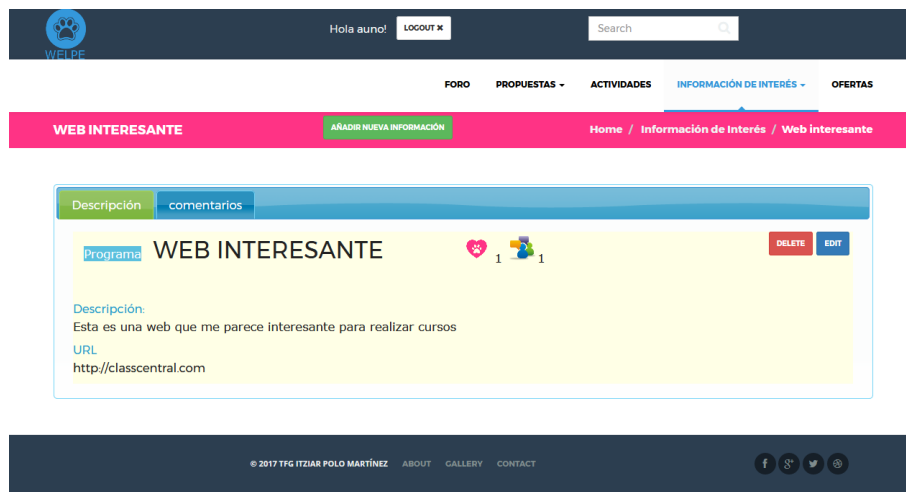 WELPE
Hola auno!
LOGOUT ✖
Search
FORO
PROPUESTAS
ACTIVIDADES
INFORMACIÓN DE INTERÉS
OFERTAS
WEB INTERESANTE
AÑADIR NUEVA INFORMACIÓN
Home / Información de Interés / Web interesante
Descripción
comentarios
Programa WEB INTERESANTE
1
1
DELETE
EDIT
Descripción:
Esta es una web que me parece interesante para realizar cursos
URL
http://classcentral.com
© 2017 TFG ITZIAR POLO MARTÍNEZ ABOUT GALLERY CONTACT